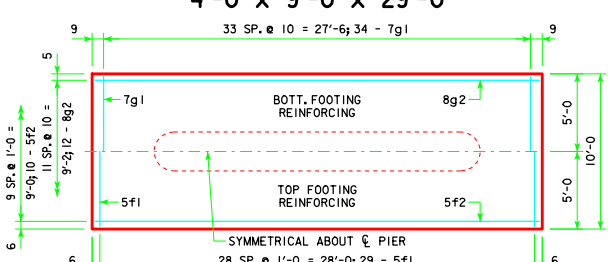 4'-0 X 9'-0 X 29'-0
9
33 SP. @ 10 = 27'-6; 34 - 7g1
9
5
7g1
BOTT. FOOTING
REINFORCING
8g2
9 SP. @ 1'-0 =
9'-0; 10 - 5f2
11 SP. @ 10 =
9'-2; 12 - 8g2
5'-0
10'-0
5'-0
5f1
TOP FOOTING
REINFORCING
5f2
6
SYMMETRICAL ABOUT ℄ PIER
6
28 SP. @ 1'-0 = 28'-0; 29 - 5f1
6